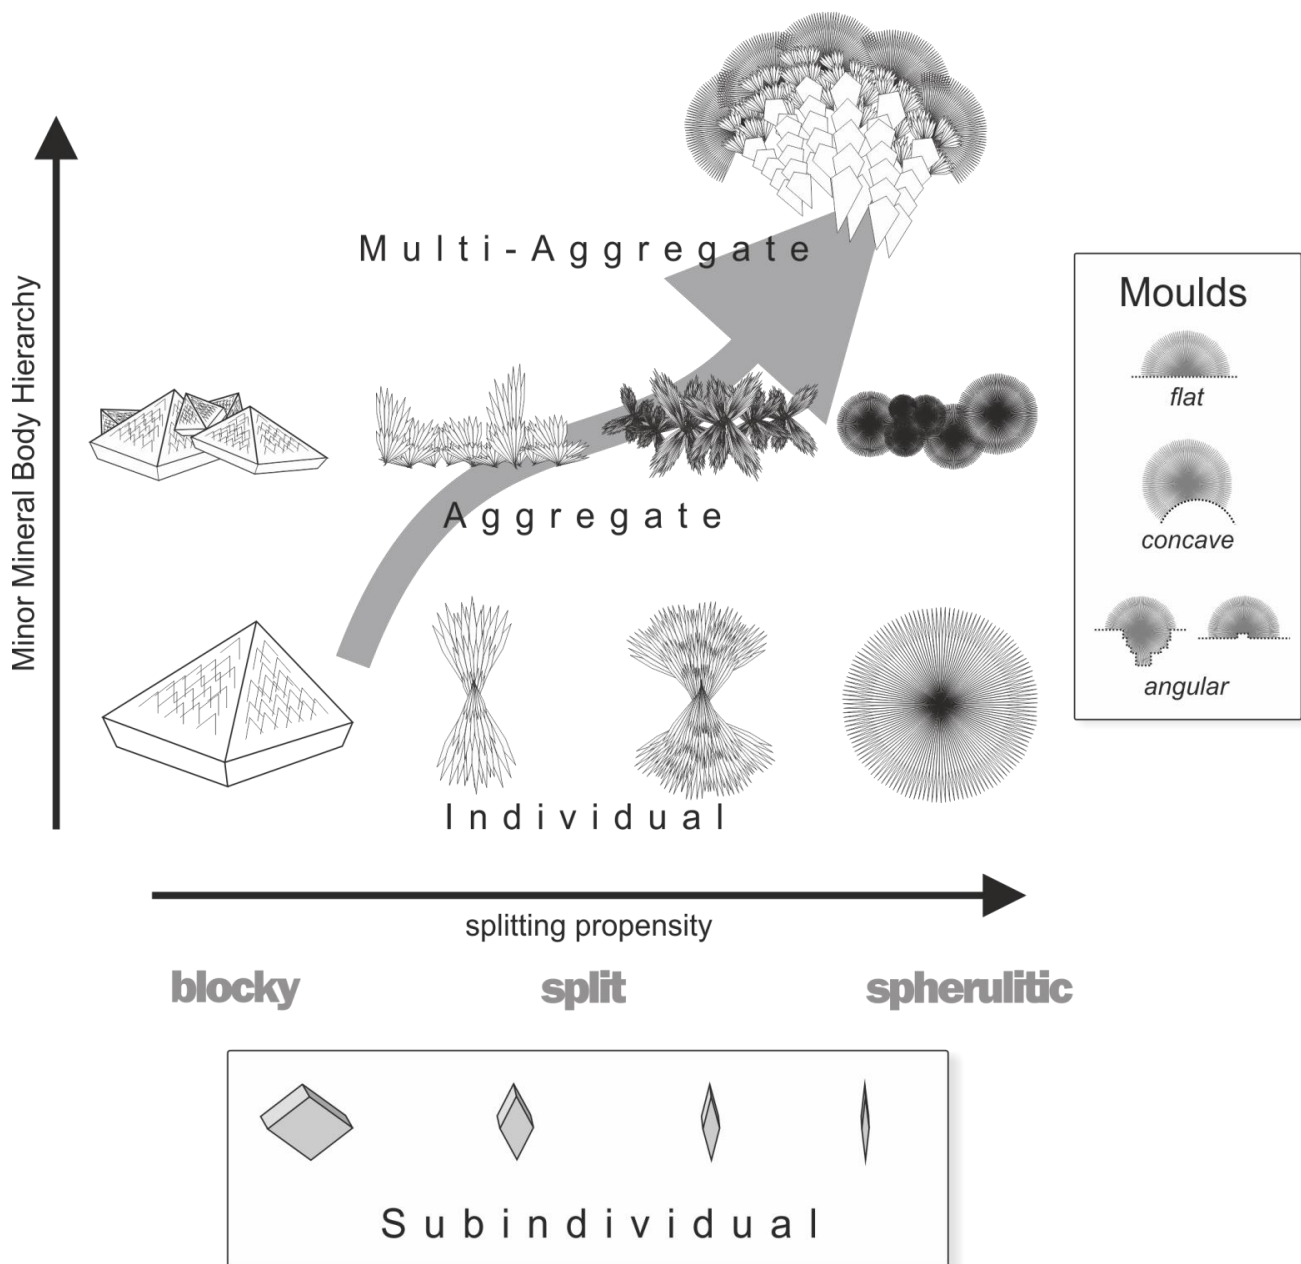 Multi-Aggregate
Minor Mineral Body Hierarchy
Moulds
flat
concave
angular
Aggregate
Individual
splitting propensity
blocky
split
spherulitic
Subindividual